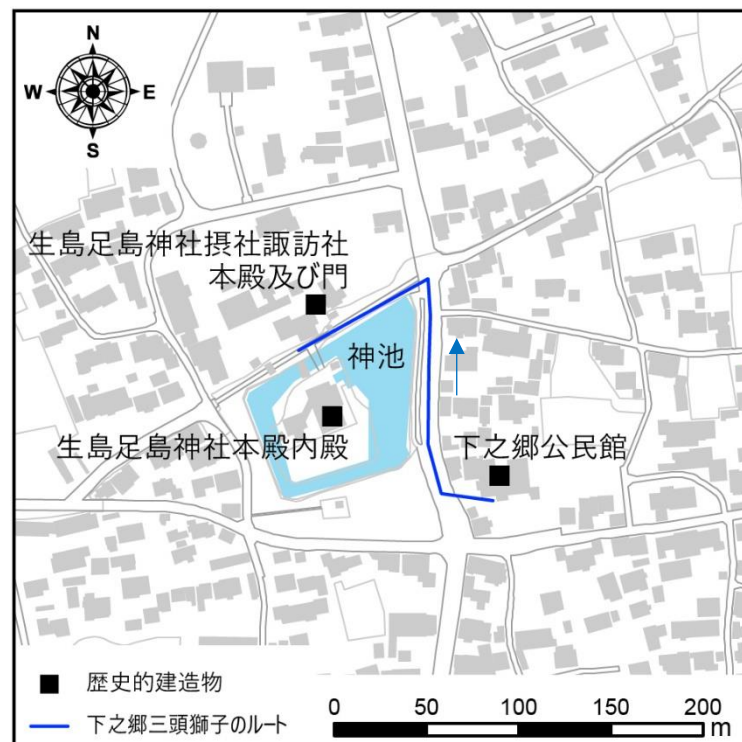 N
W E
S
生島足島神社摂社諏訪社
本殿及び門
神池
生島足島神社本殿内殿
下之郷公民館
歴史的建造物
下之郷三頭獅子のルート
0 50 100 150 200
m